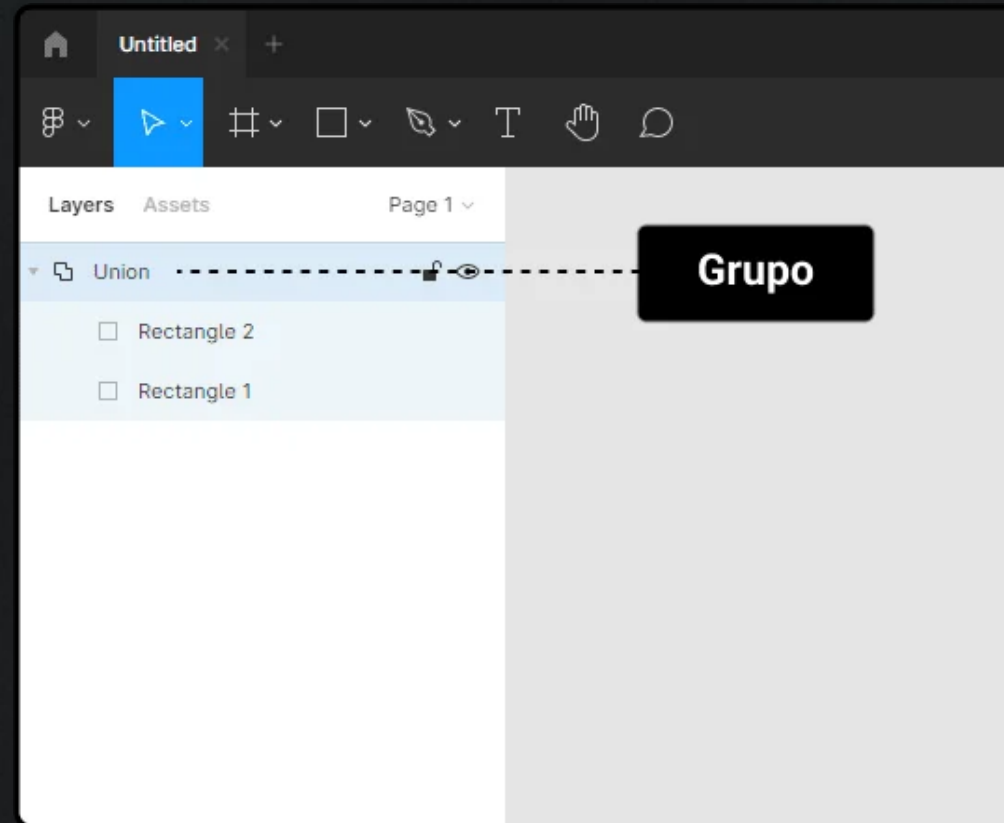 Untitled
T
Layers Assets Page 1
Union
Grupo
Rectangle 2
Rectangle 1